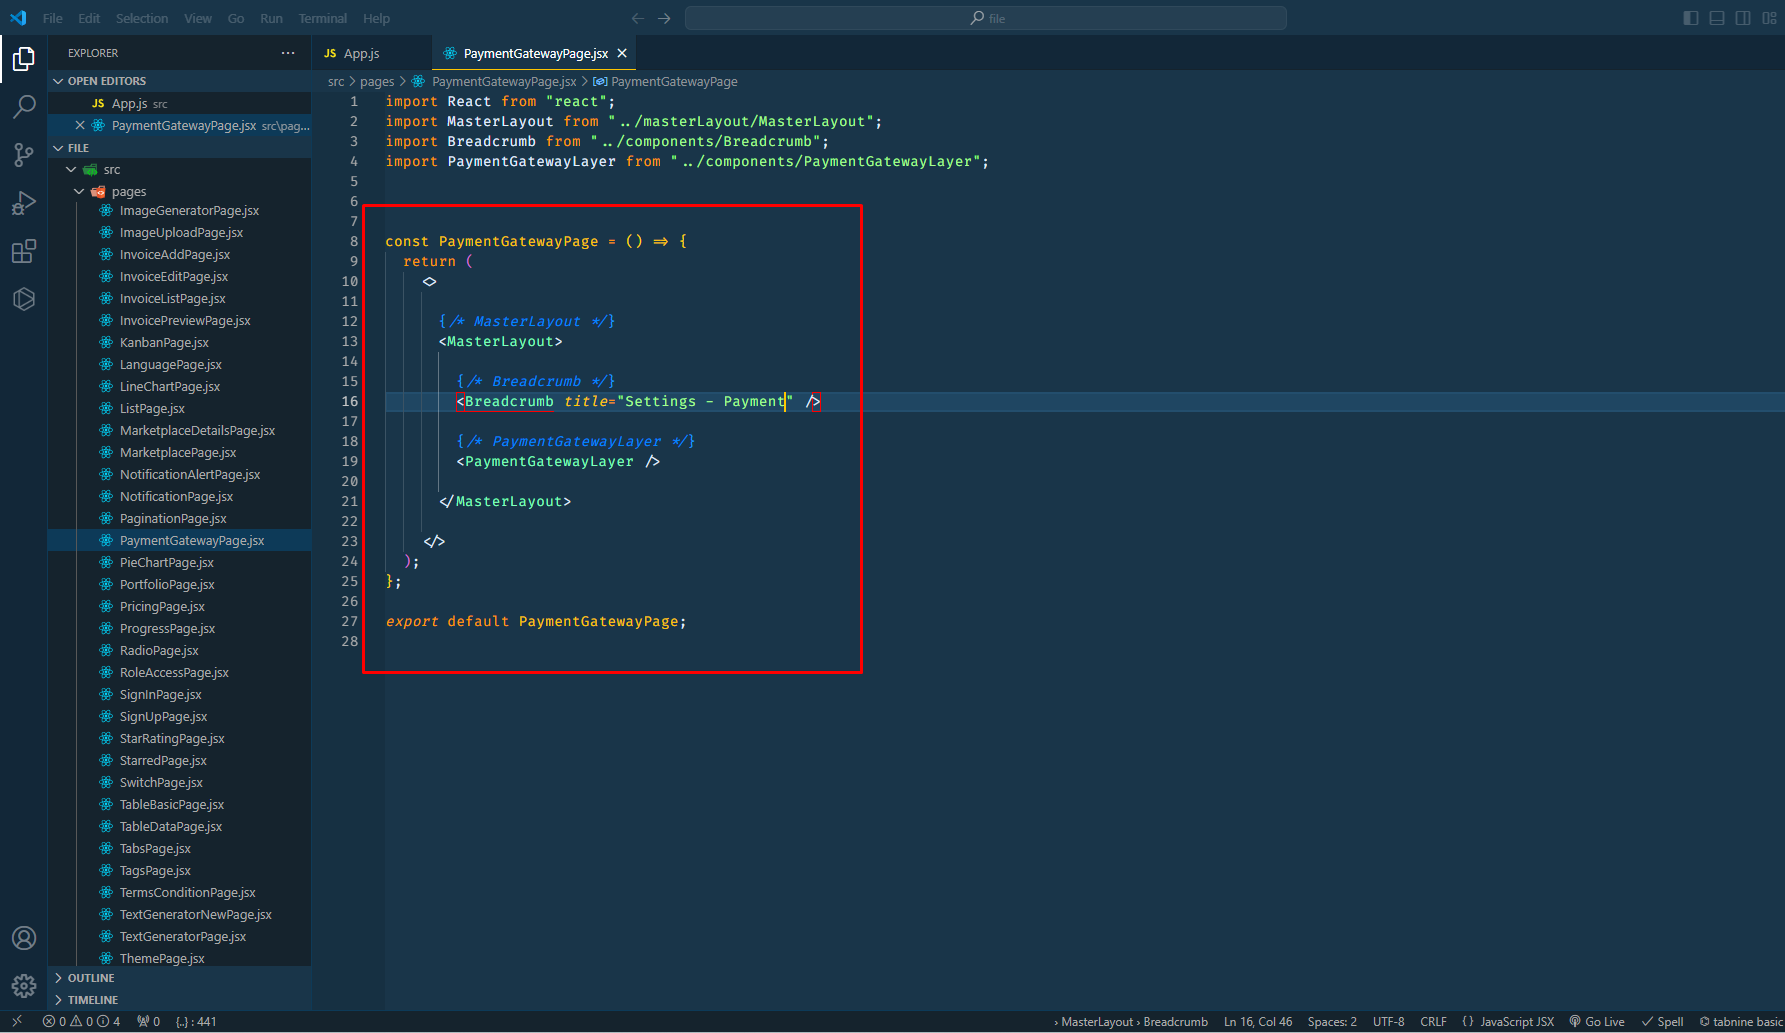 File Edit Selection View Go Run Terminal Help
file
EXPLORER ...
OPEN EDITORS
JS App.js src
PaymentGatewayPage.jsx src\pag...
FILE
src
pages
ImageGeneratorPage.jsx
ImageUploadPage.jsx
InvoiceAddPage.jsx
InvoiceEditPage.jsx
InvoiceListPage.jsx
InvoicePreviewPage.jsx
KanbanPage.jsx
LanguagePage.jsx
LineChartPage.jsx
ListPage.jsx
MarketplaceDetailsPage.jsx
MarketplacePage.jsx
NotificationAlertPage.jsx
NotificationPage.jsx
PaginationPage.jsx
PaymentGatewayPage.jsx
PieChartPage.jsx
PortfolioPage.jsx
PricingPage.jsx
ProgressPage.jsx
RadioPage.jsx
RoleAccessPage.jsx
SignInPage.jsx
SignUpPage.jsx
StarRatingPage.jsx
StarredPage.jsx
SwitchPage.jsx
TableBasicPage.jsx
TableDataPage.jsx
TabsPage.jsx
TagsPage.jsx
TermsConditionPage.jsx
TextGeneratorNewPage.jsx
TextGeneratorPage.jsx
ThemePage.jsx
OUTLINE
TIMELINE
JS App.js
PaymentGatewayPage.jsx
src > pages > PaymentGatewayPage.jsx > PaymentGatewayPage
1 import React from "react";
2 import MasterLayout from "../masterLayout/MasterLayout";
3 import Breadcrumb from "../components/Breadcrumb";
4 import PaymentGatewayLayer from "../components/PaymentGatewayLayer";
5
6
7
8 const PaymentGatewayPage = () => {
9 return (
10 <>
11
12 {/* MasterLayout */}
13 <MasterLayout>
14
15 {/* Breadcrumb */}
16 <Breadcrumb title="Settings - Payment" />
17
18 {/* PaymentGatewayLayer */}
19 <PaymentGatewayLayer />
20
21 </MasterLayout>
22
23 </>
24 );
25 };
26
27 export default PaymentGatewayPage;
28
0 0 4 0 {..} : 441
› MasterLayout › Breadcrumb Ln 16, Col 46 Spaces: 2 UTF-8 CRLF {} JavaScript JSX Go Live Spell tabnine basic